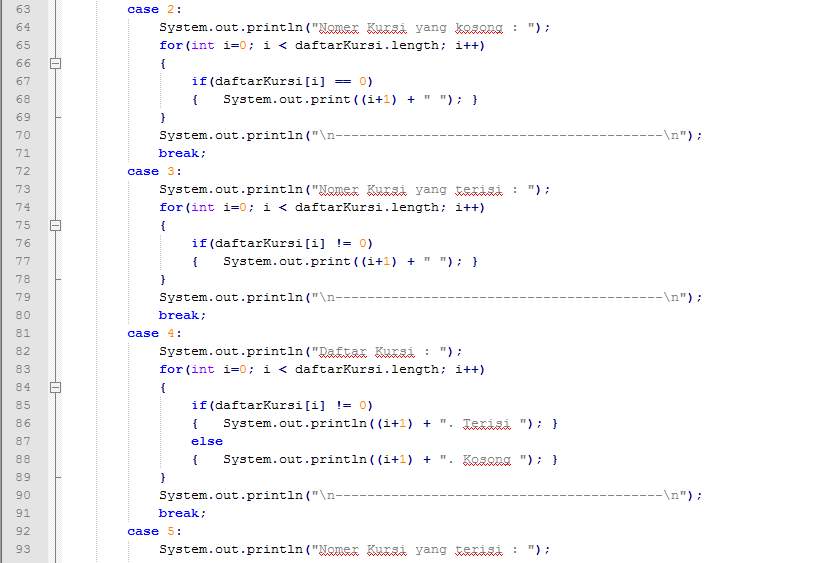 63 case 2:
64 System.out.println("Nomer Kursi yang kosong : ");
65 for(int i=0; i < daftarKursi.length; i++)
66 {
67 if(daftarKursi[i] == 0)
68 { System.out.print((i+1) + " "); }
69 }
70 System.out.println("\n-----------------------------------------\n");
71 break;
72 case 3:
73 System.out.println("Nomer Kursi yang terisi : ");
74 for(int i=0; i < daftarKursi.length; i++)
75 {
76 if(daftarKursi[i] != 0)
77 { System.out.print((i+1) + " "); }
78 }
79 System.out.println("\n-----------------------------------------\n");
80 break;
81 case 4:
82 System.out.println("Daftar Kursi : ");
83 for(int i=0; i < daftarKursi.length; i++)
84 {
85 if(daftarKursi[i] != 0)
86 { System.out.println((i+1) + ". Terisi "); }
87 else
88 { System.out.println((i+1) + ". Kosong "); }
89 }
90 System.out.println("\n-----------------------------------------\n");
91 break;
92 case 5:
93 System.out.println("Nomer Kursi yang terisi : ");